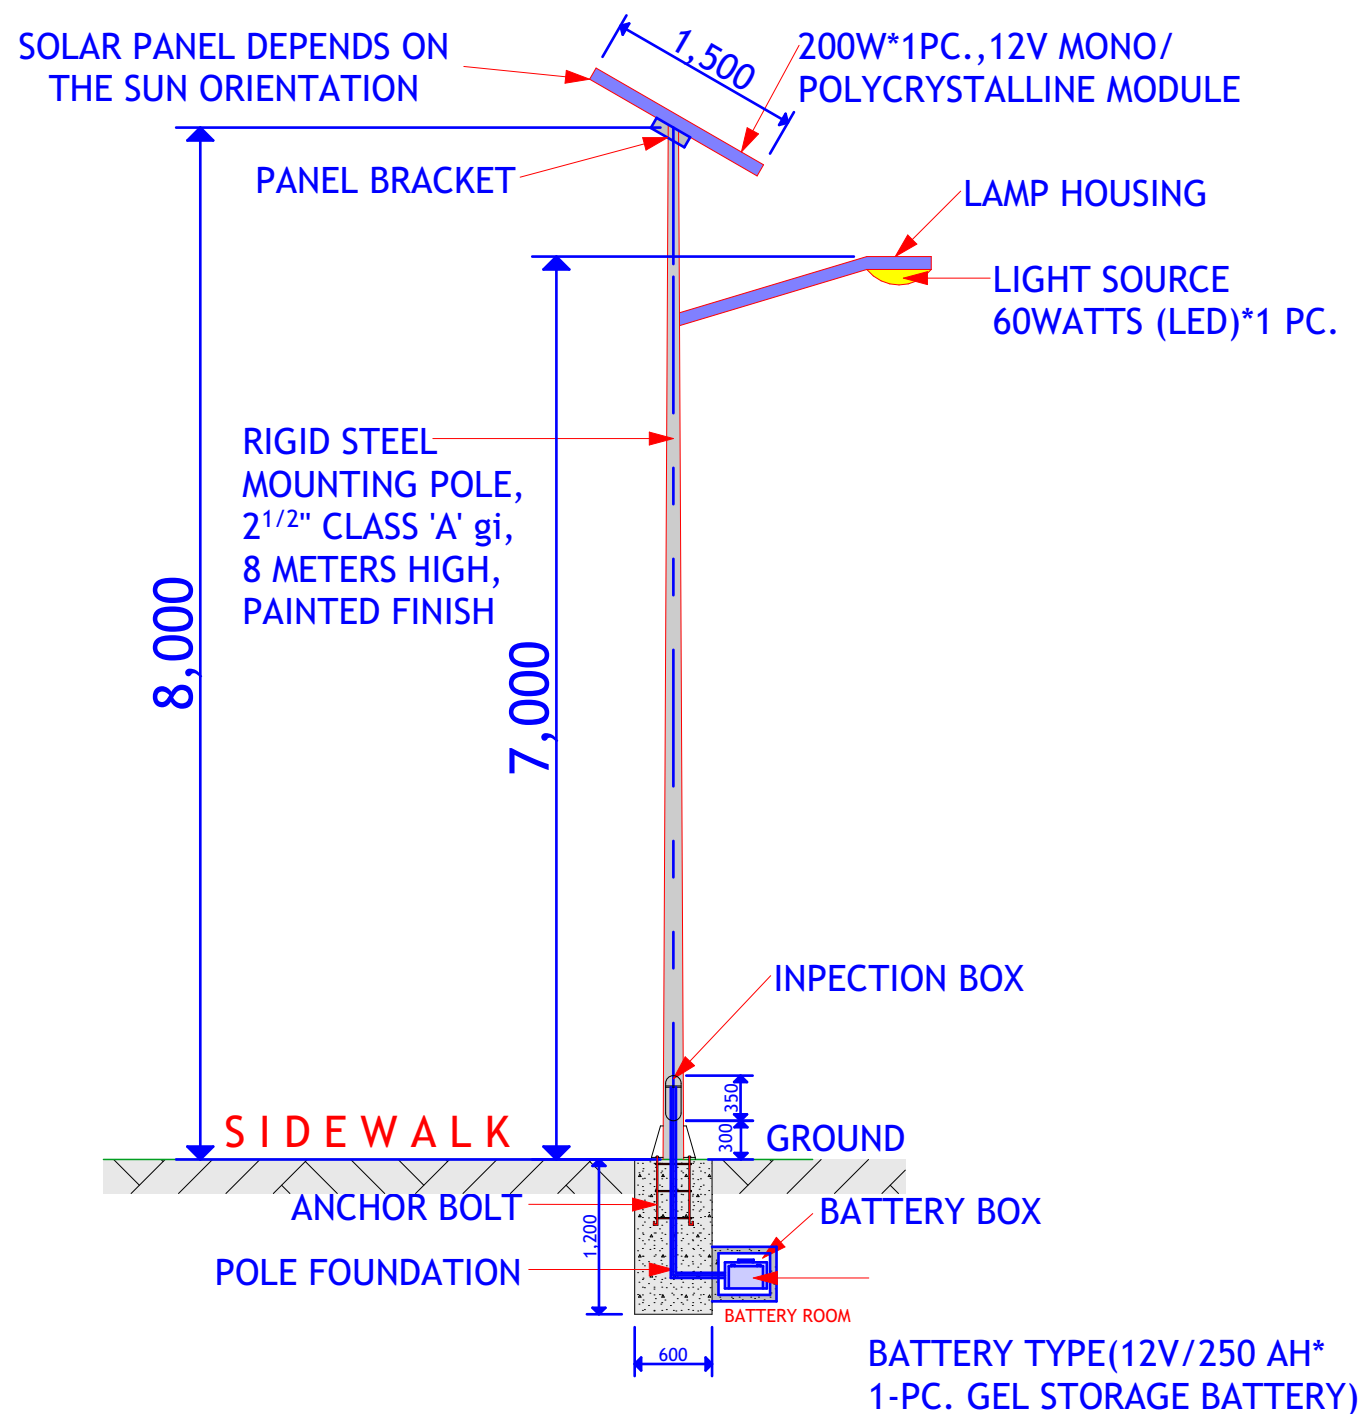 SOLAR PANEL DEPENDS ON
THE SUN ORIENTATION
1,500
200W*1PC.,12V MONO/
POLYCRYSTALLINE MODULE
PANEL BRACKET
LAMP HOUSING
LIGHT SOURCE
60WATTS (LED)*1 PC.
RIGID STEEL
MOUNTING POLE,
2¹/²" CLASS 'A' gi,
8 METERS HIGH,
PAINTED FINISH
8,000
7,000
INPECTION BOX
350
300
SIDEWALK
GROUND
ANCHOR BOLT
1,200
BATTERY BOX
POLE FOUNDATION
BATTERY ROOM
600
BATTERY TYPE(12V/250 AH*
1-PC. GEL STORAGE BATTERY)